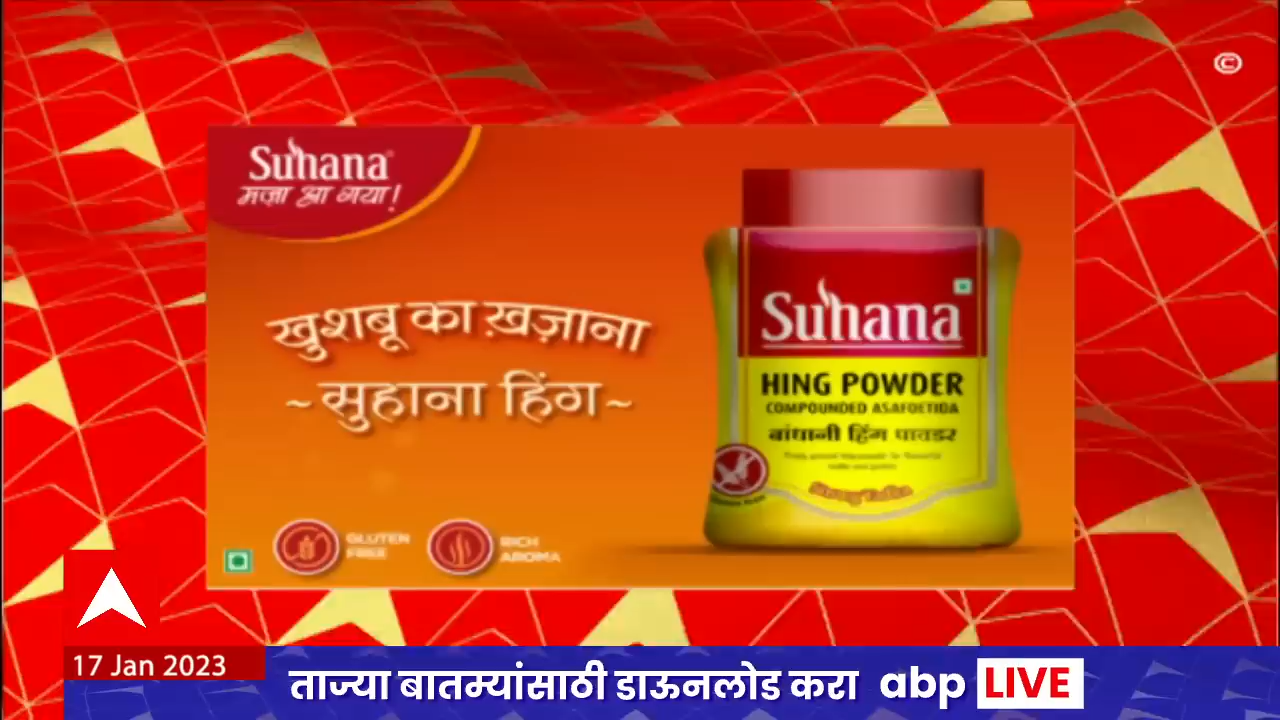 ©
Suhana®
मज़ा आ गया!
खुशबू का ख़ज़ाना
~सुहाना हिंग~
GLUTEN
FREE
RICH
AROMA
Suhana
HING POWDER
COMPOUNDED ASAFOETIDA
बांधानी हिंग पावडर
17 Jan 2023
ताज्या बातम्यांसाठी डाऊनलोड करा abp LIVE